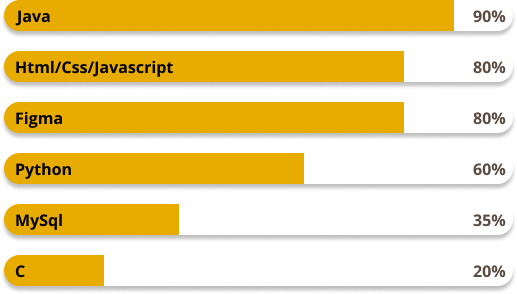 Java 90%
Html/Css/Javascript 80%
Figma 80%
Python 60%
MySql 35%
C 20%